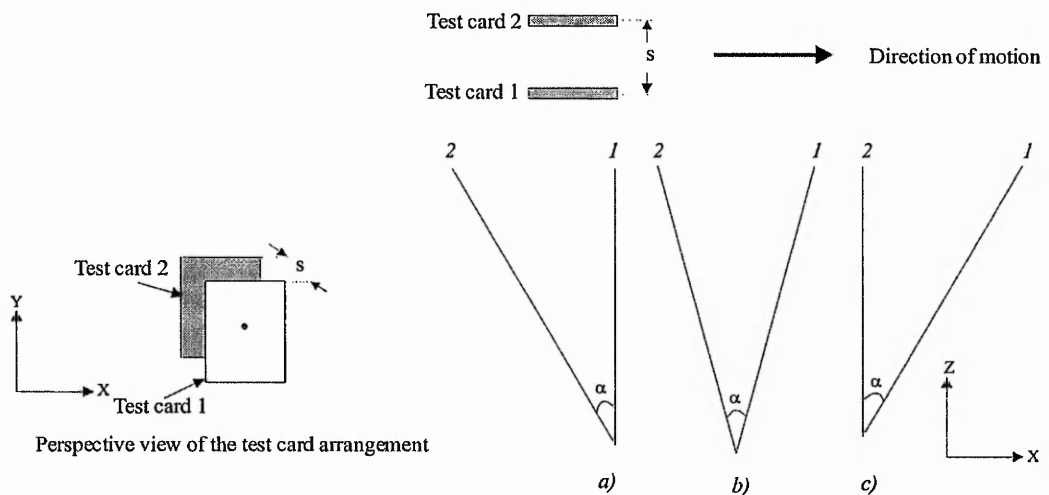 Test card 2
s
Direction of motion
Test card 1
2 1 2 1 2 1
Test card 2
s
Y
X
Test card 1
α α α
Z
X
Perspective view of the test card arrangement
a) b) c)